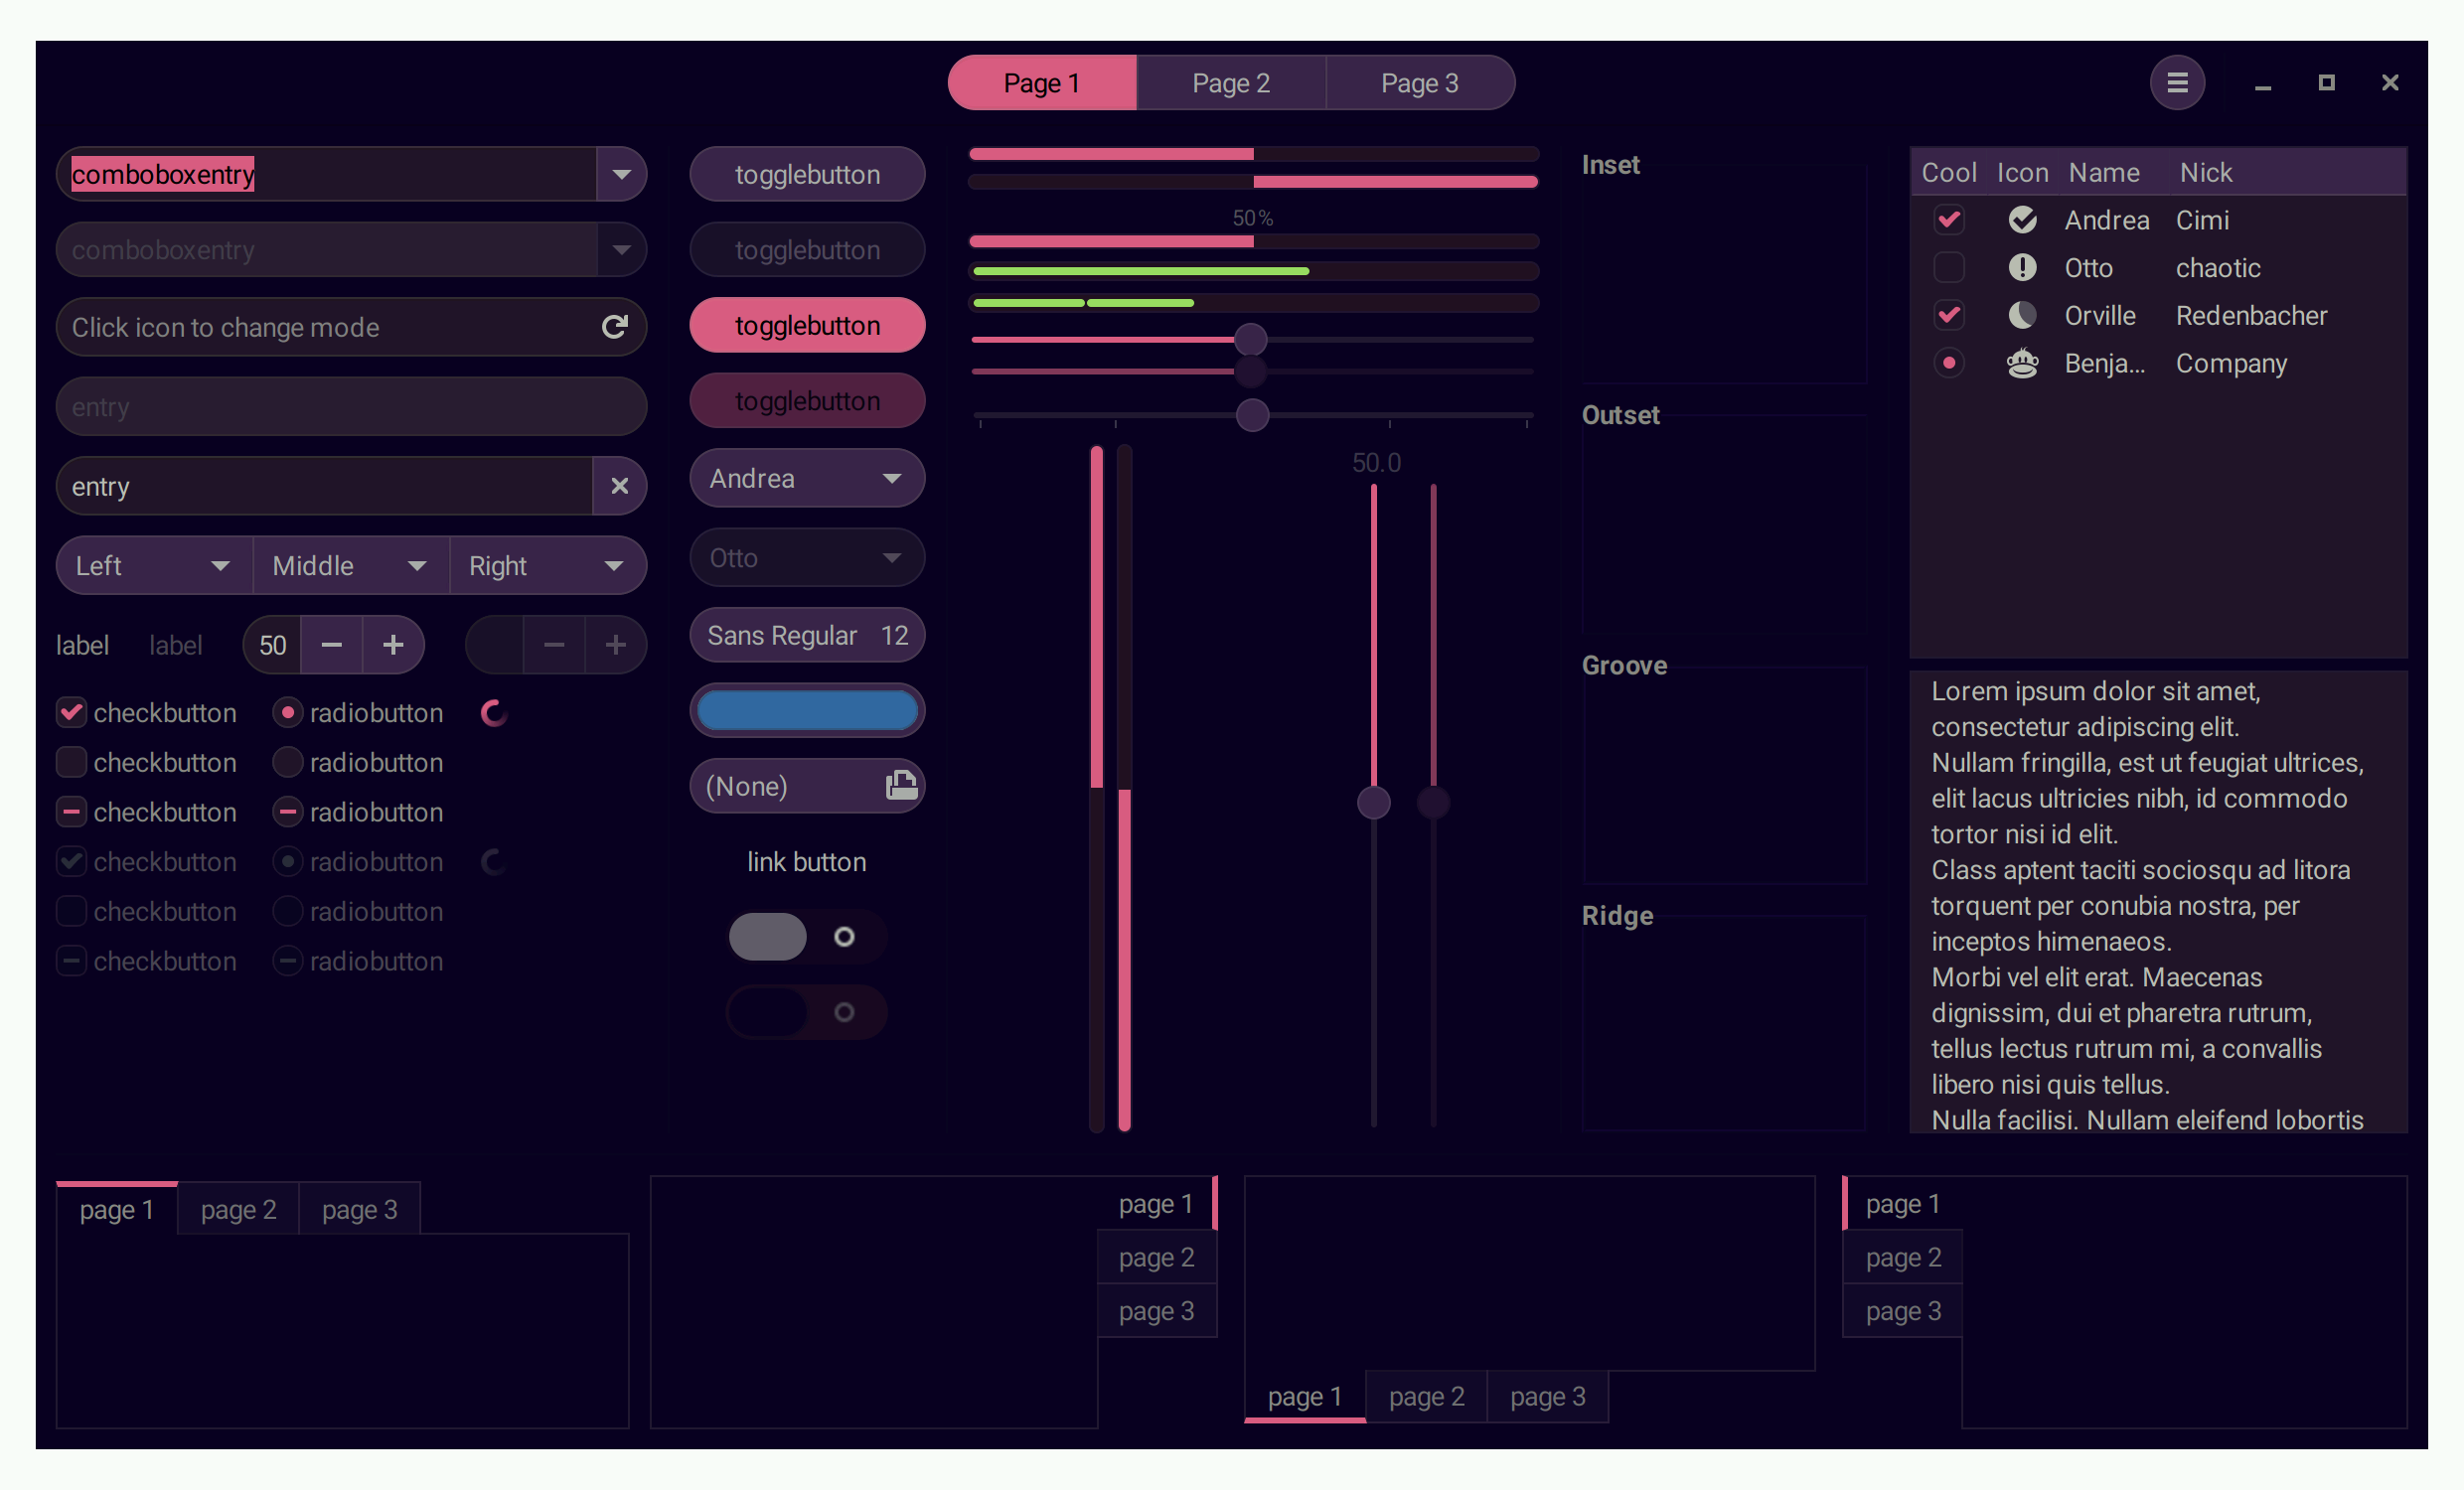 Page 1
Page 2
Page 3
comboboxentry
comboboxentry
Click icon to change mode
entry
entry
Left
Middle
Right
label
label
50
checkbutton
radiobutton
checkbutton
radiobutton
checkbutton
radiobutton
checkbutton
radiobutton
checkbutton
radiobutton
checkbutton
radiobutton
togglebutton
togglebutton
togglebutton
togglebutton
Andrea
Otto
Sans Regular 12
(None)
link button
50%
50.0
Inset
Outset
Groove
Ridge
Cool Icon Name Nick
Andrea Cimi
Otto chaotic
Orville Redenbacher
Benja... Company
Lorem ipsum dolor sit amet,
consectetur adipiscing elit.
Nullam fringilla, est ut feugiat ultrices,
elit lacus ultricies nibh, id commodo
tortor nisi id elit.
Class aptent taciti sociosqu ad litora
torquent per conubia nostra, per
inceptos himenaeos.
Morbi vel elit erat. Maecenas
dignissim, dui et pharetra rutrum,
tellus lectus rutrum mi, a convallis
libero nisi quis tellus.
Nulla facilisi. Nullam eleifend lobortis
page 1
page 2
page 3
page 1
page 2
page 3
page 1
page 2
page 3
page 1
page 2
page 3